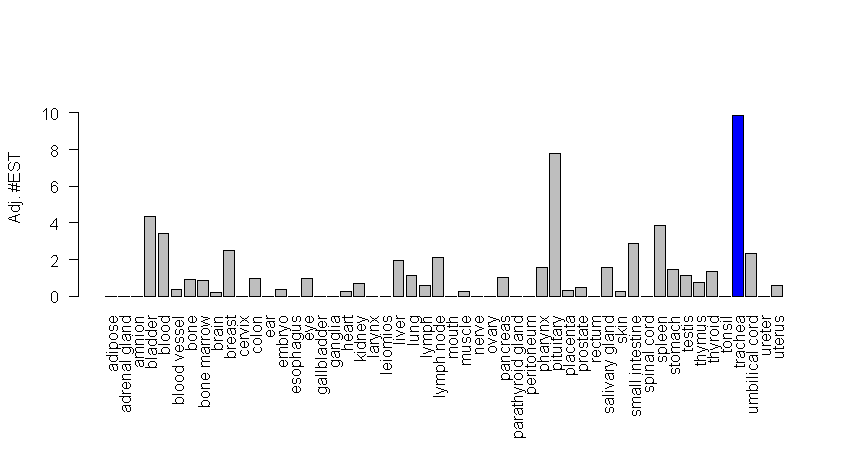 Adj. #EST
10
8
6
4
2
0
adipose
adrenal gland
amnion
bladder
blood
blood vessel
bone
bone marrow
brain
breast
cervix
colon
ear
embryo
esophagus
eye
gallbladder
ganglia
heart
kidney
larynx
leiomios
liver
lung
lymph
lymph node
mouth
muscle
nerve
ovary
pancreas
parathyroid gland
peritoneum
pharynx
pituitary
placenta
prostate
rectum
salivary gland
skin
small intestine
spinal cord
spleen
stomach
testis
thymus
thyroid
tonsil
trachea
umbilical cord
ureter
uterus